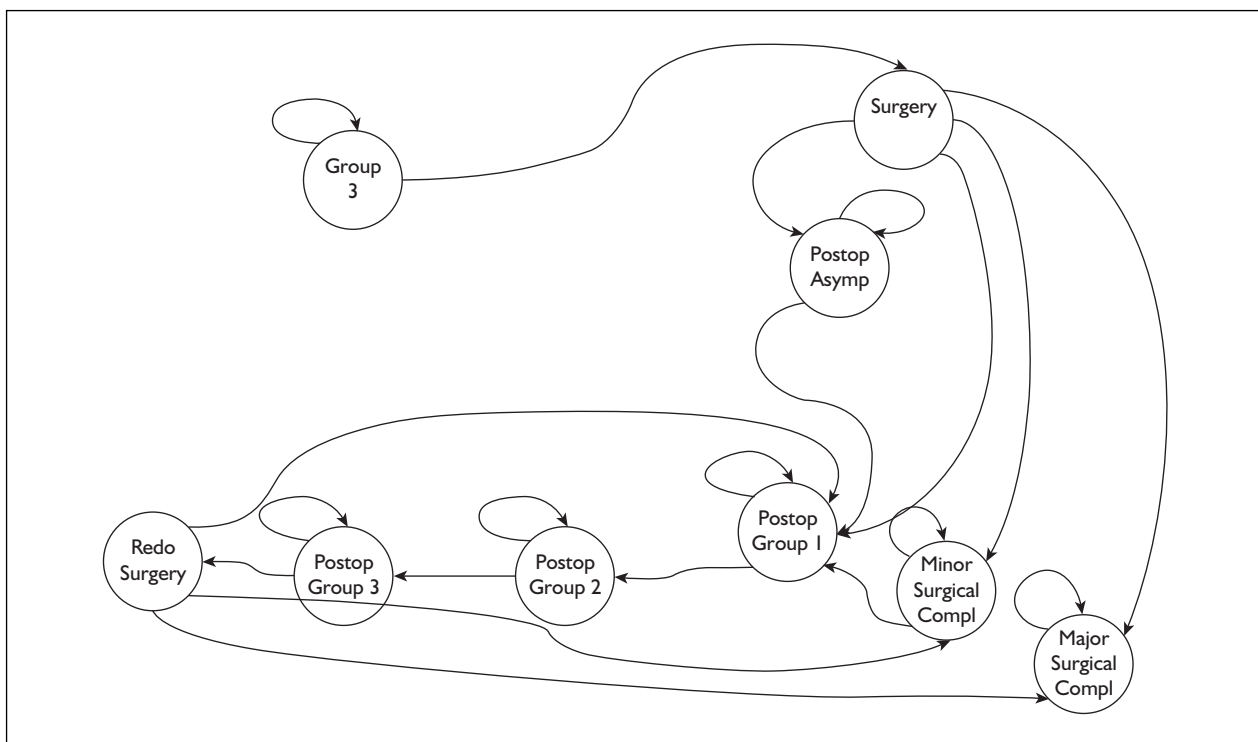 Surgery
Group
3
Postop
Asymp
Postop
Group 1
Redo
Surgery
Postop
Group 3
Postop
Group 2
Minor
Surgical
Compl
Major
Surgical
Compl